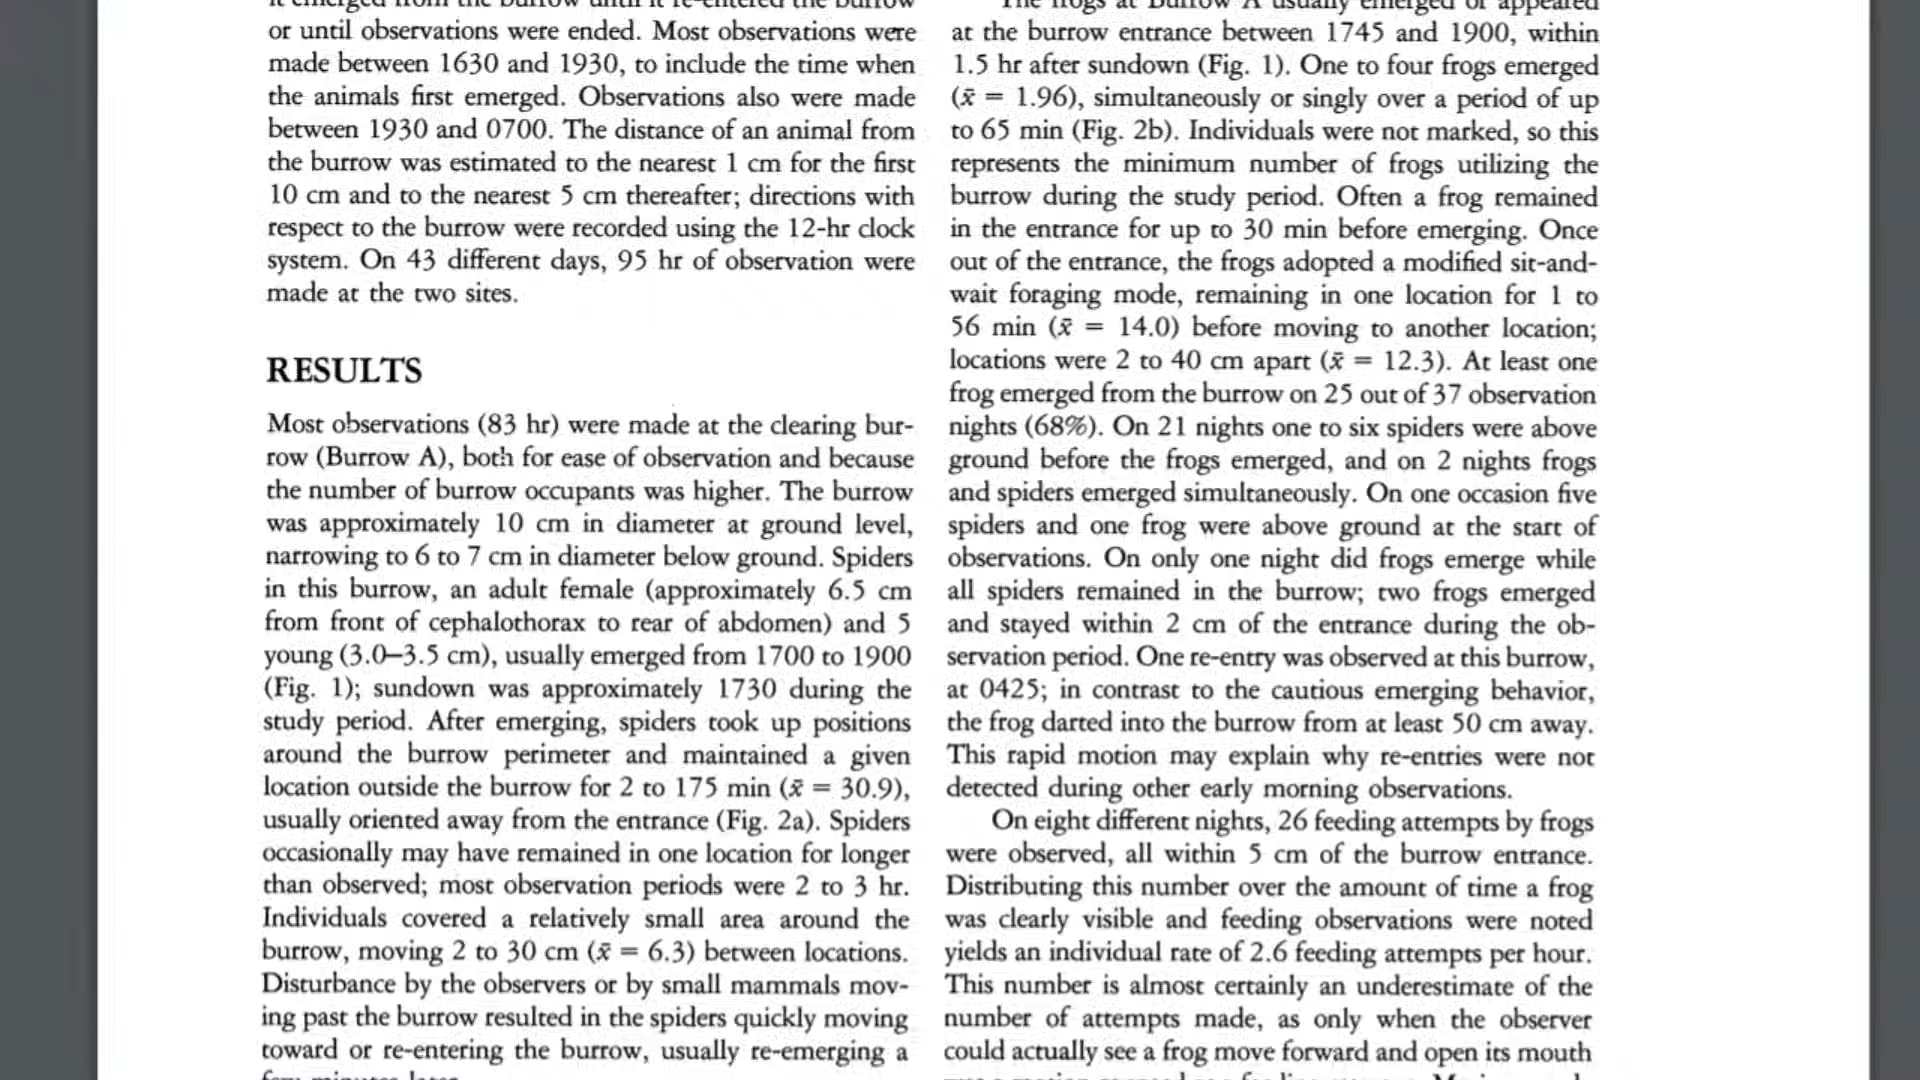 it emerged from the burrow until it re-entered the burrow
or until observations were ended. Most observations were
made between 1630 and 1930, to include the time when
the animals first emerged. Observations also were made
between 1930 and 0700. The distance of an animal from
the burrow was estimated to the nearest 1 cm for the first
10 cm and to the nearest 5 cm thereafter; directions with
respect to the burrow were recorded using the 12-hr clock
system. On 43 different days, 95 hr of observation were
made at the two sites.
RESULTS
Most observations (83 hr) were made at the clearing bur-
row (Burrow A), both for ease of observation and because
the number of burrow occupants was higher. The burrow
was approximately 10 cm in diameter at ground level,
narrowing to 6 to 7 cm in diameter below ground. Spiders
in this burrow, an adult female (approximately 6.5 cm
from front of cephalothorax to rear of abdomen) and 5
young (3.0–3.5 cm), usually emerged from 1700 to 1900
(Fig. 1); sundown was approximately 1730 during the
study period. After emerging, spiders took up positions
around the burrow perimeter and maintained a given
location outside the burrow for 2 to 175 min (x̄ = 30.9),
usually oriented away from the entrance (Fig. 2a). Spiders
occasionally may have remained in one location for longer
than observed; most observation periods were 2 to 3 hr.
Individuals covered a relatively small area around the
burrow, moving 2 to 30 cm (x̄ = 6.3) between locations.
Disturbance by the observers or by small mammals mov-
ing past the burrow resulted in the spiders quickly moving
toward or re-entering the burrow, usually re-emerging a
The frogs at Burrow A usually emerged or appeared
at the burrow entrance between 1745 and 1900, within
1.5 hr after sundown (Fig. 1). One to four frogs emerged
(x̄ = 1.96), simultaneously or singly over a period of up
to 65 min (Fig. 2b). Individuals were not marked, so this
represents the minimum number of frogs utilizing the
burrow during the study period. Often a frog remained
in the entrance for up to 30 min before emerging. Once
out of the entrance, the frogs adopted a modified sit-and-
wait foraging mode, remaining in one location for 1 to
56 min (x̄ = 14.0) before moving to another location;
locations were 2 to 40 cm apart (x̄ = 12.3). At least one
frog emerged from the burrow on 25 out of 37 observation
nights (68%). On 21 nights one to six spiders were above
ground before the frogs emerged, and on 2 nights frogs
and spiders emerged simultaneously. On one occasion five
spiders and one frog were above ground at the start of
observations. On only one night did frogs emerge while
all spiders remained in the burrow; two frogs emerged
and stayed within 2 cm of the entrance during the ob-
servation period. One re-entry was observed at this burrow,
at 0425; in contrast to the cautious emerging behavior,
the frog darted into the burrow from at least 50 cm away.
This rapid motion may explain why re-entries were not
detected during other early morning observations.
On eight different nights, 26 feeding attempts by frogs
were observed, all within 5 cm of the burrow entrance.
Distributing this number over the amount of time a frog
was clearly visible and feeding observations were noted
yields an individual rate of 2.6 feeding attempts per hour.
This number is almost certainly an underestimate of the
number of attempts made, as only when the observer
could actually see a frog move forward and open its mouth